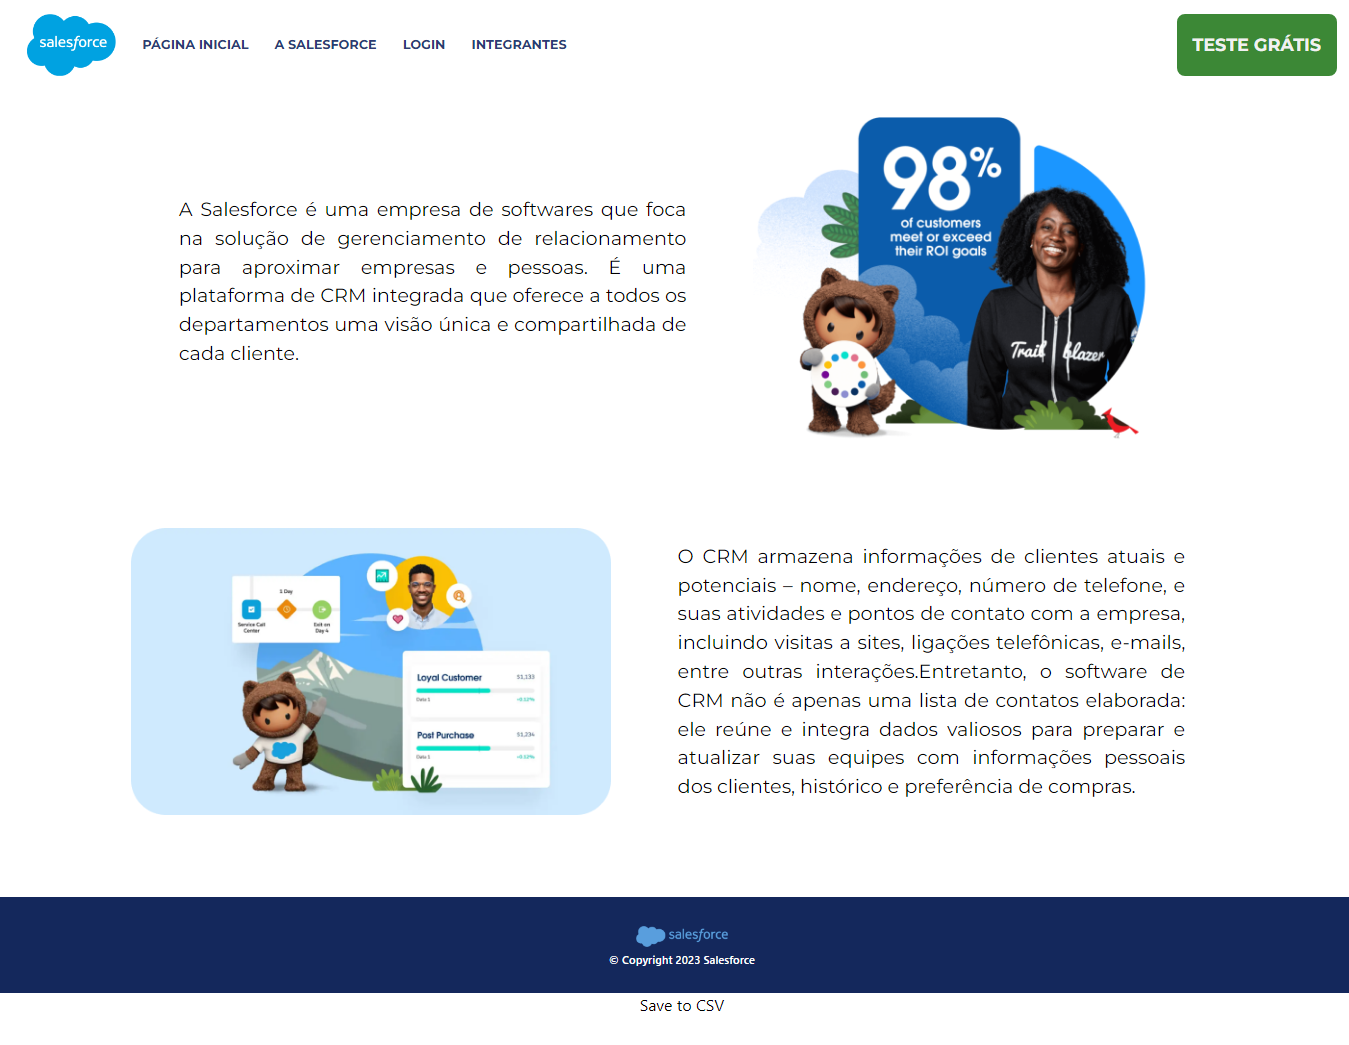 salesforce PÁGINA INICIAL A SALESFORCE LOGIN INTEGRANTES TESTE GRÁTIS
A Salesforce é uma empresa de softwares que foca
na solução de gerenciamento de relacionamento
para aproximar empresas e pessoas. É uma
plataforma de CRM integrada que oferece a todos os
departamentos uma visão única e compartilhada de
cada cliente.
98%
of customers
meet or exceed
their ROI goals
Trail blazer
1 Day
Service Call
Center
Exit on
Day 4
Loyal Customer 51,133
Data 1 +0.12%
Post Purchase 51,234
Data 1 +0.12%
O CRM armazena informações de clientes atuais e
potenciais – nome, endereço, número de telefone, e
suas atividades e pontos de contato com a empresa,
incluindo visitas a sites, ligações telefônicas, e-mails,
entre outras interações.Entretanto, o software de
CRM não é apenas uma lista de contatos elaborada:
ele reúne e integra dados valiosos para preparar e
atualizar suas equipes com informações pessoais
dos clientes, histórico e preferência de compras.
salesforce
© Copyright 2023 Salesforce
Save to CSV